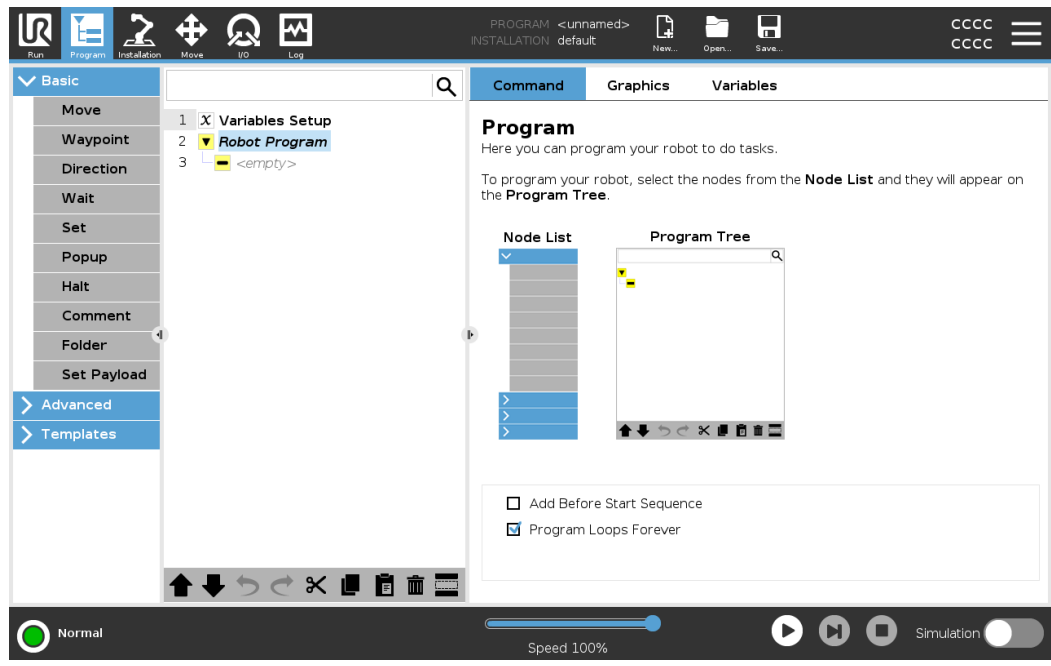 PROGRAM <unnamed>
INSTALLATION default
CCCC
CCCC
Run Program Installation Move I/O Log New... Open... Save...
Basic
Move
Waypoint
Direction
Wait
Set
Popup
Halt
Comment
Folder
Set Payload
Advanced
Templates
1 X Variables Setup
2 Robot Program
3 <empty>
Command Graphics Variables
Program
Here you can program your robot to do tasks.
To program your robot, select the nodes from the Node List and they will appear on
the Program Tree.
Node List Program Tree
Add Before Start Sequence
Program Loops Forever
Normal
Speed 100%
Simulation